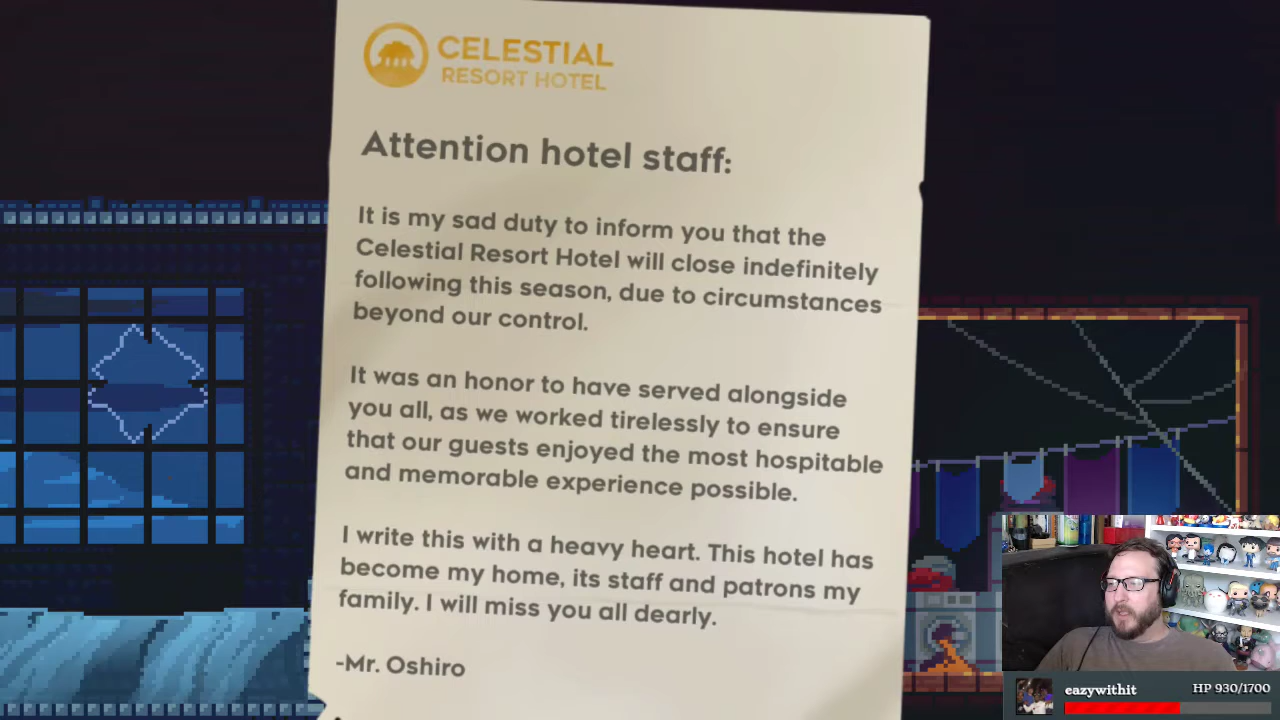 CELESTIAL
RESORT HOTEL
Attention hotel staff:
It is my sad duty to inform you that the
Celestial Resort Hotel will close indefinitely
following this season, due to circumstances
beyond our control.
It was an honor to have served alongside
you all, as we worked tirelessly to ensure
that our guests enjoyed the most hospitable
and memorable experience possible.
I write this with a heavy heart. This hotel has
become my home, its staff and patrons my
family. I will miss you all dearly.
-Mr. Oshiro
eazywithit HP 930/1700